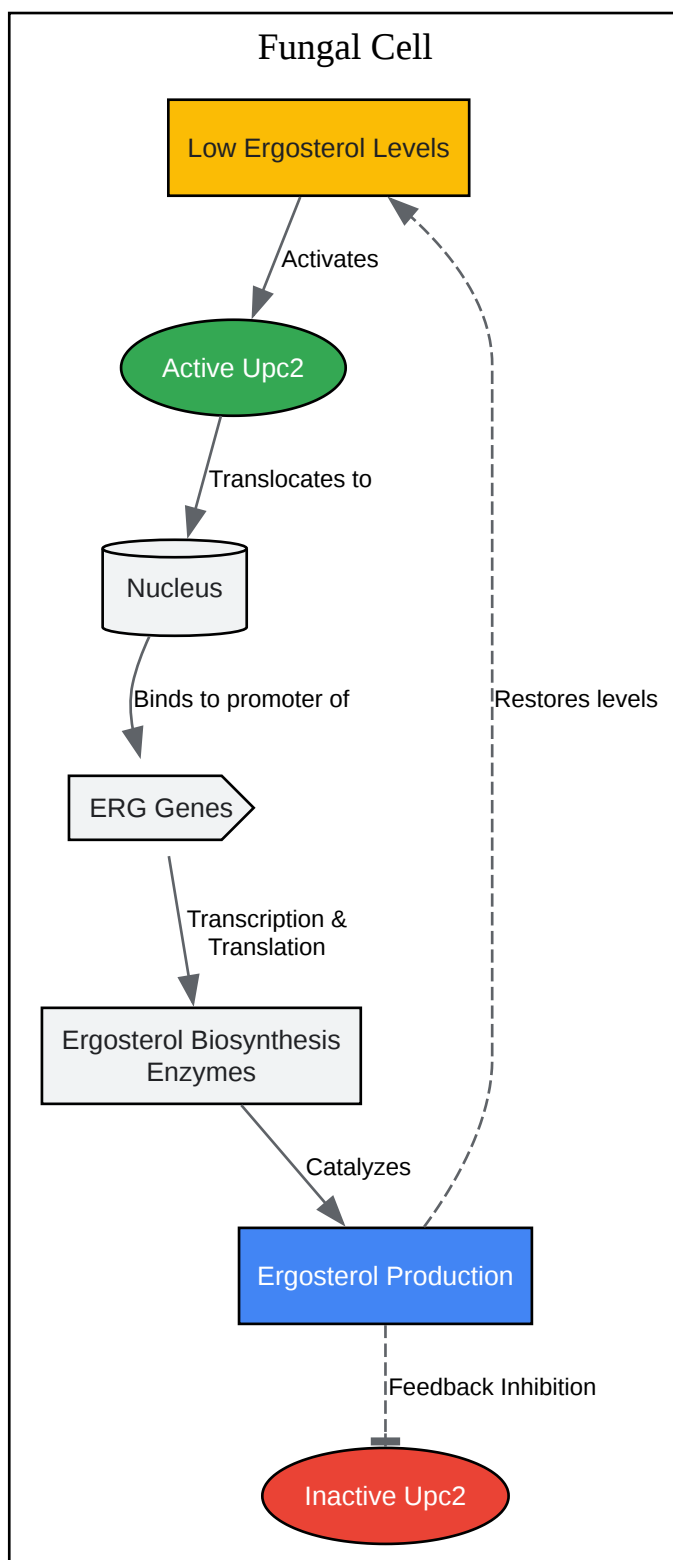 Fungal Cell
Low Ergosterol Levels
Activates
Active Upc2
Translocates to
Nucleus
Binds to promoter of
Restores levels
ERG Genes
Transcription &
Translation
Ergosterol Biosynthesis
Enzymes
Catalyzes
Ergosterol Production
Feedback Inhibition
Inactive Upc2